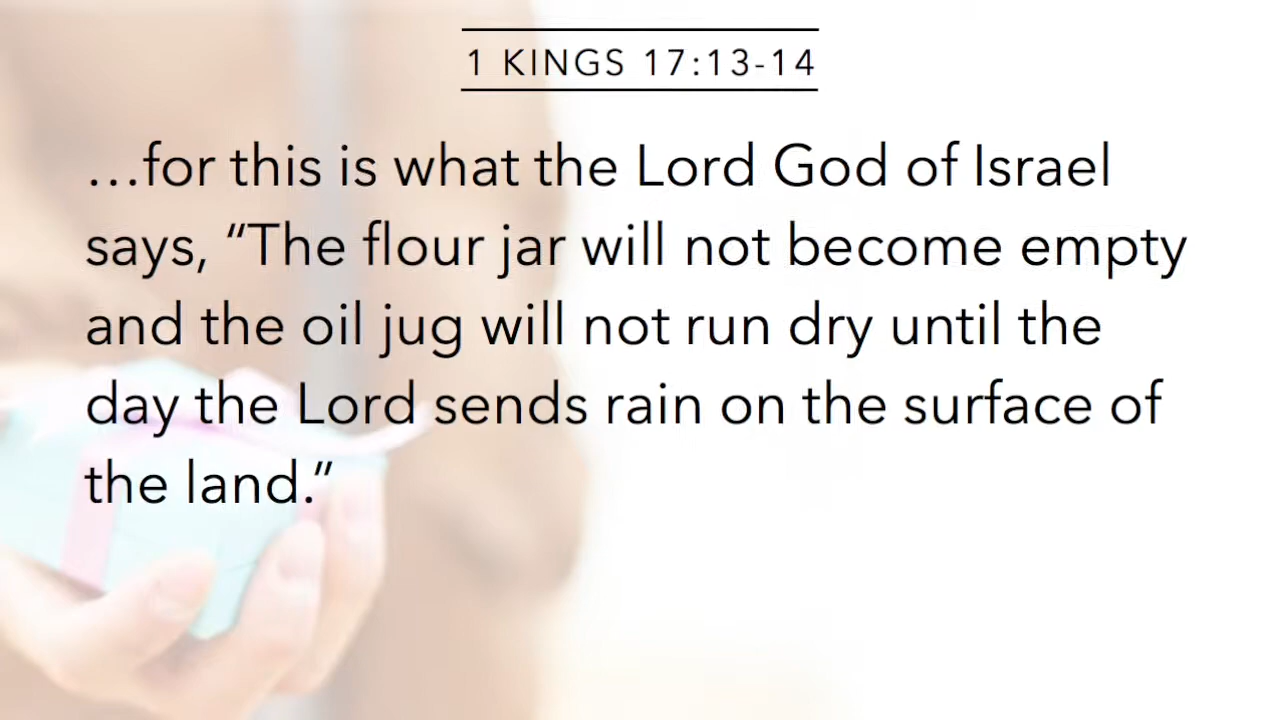 1 KINGS 17:13-14
…for this is what the Lord God of Israel
says, “The flour jar will not become empty
and the oil jug will not run dry until the
day the Lord sends rain on the surface of
the land.”